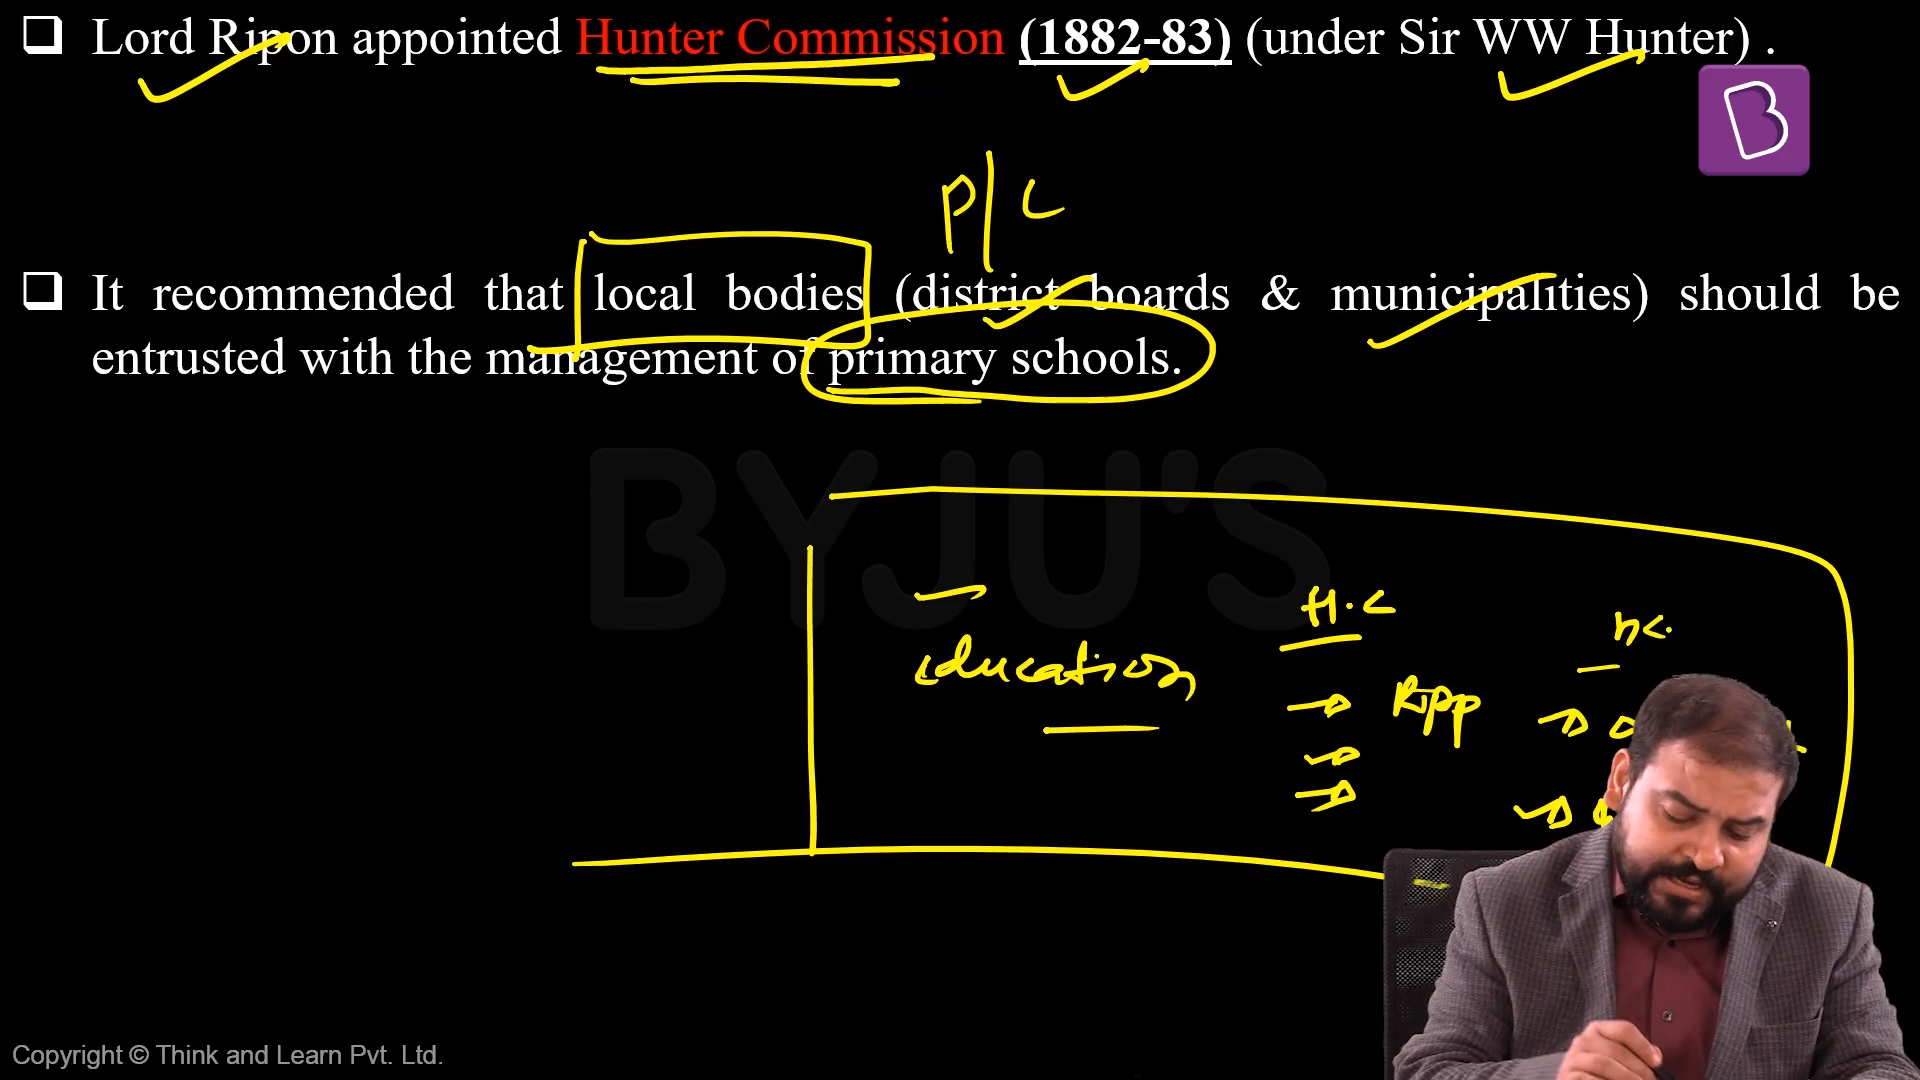 ❑ Lord Ripon appointed Hunter Commission (1882-83) (under Sir WW Hunter) .
B
P | C
❑ It recommended that local bodies (district boards & municipalities) should be
entrusted with the management of primary schools.
BYJU'S
H.C
education
Copyright © Think and Learn Pvt. Ltd.